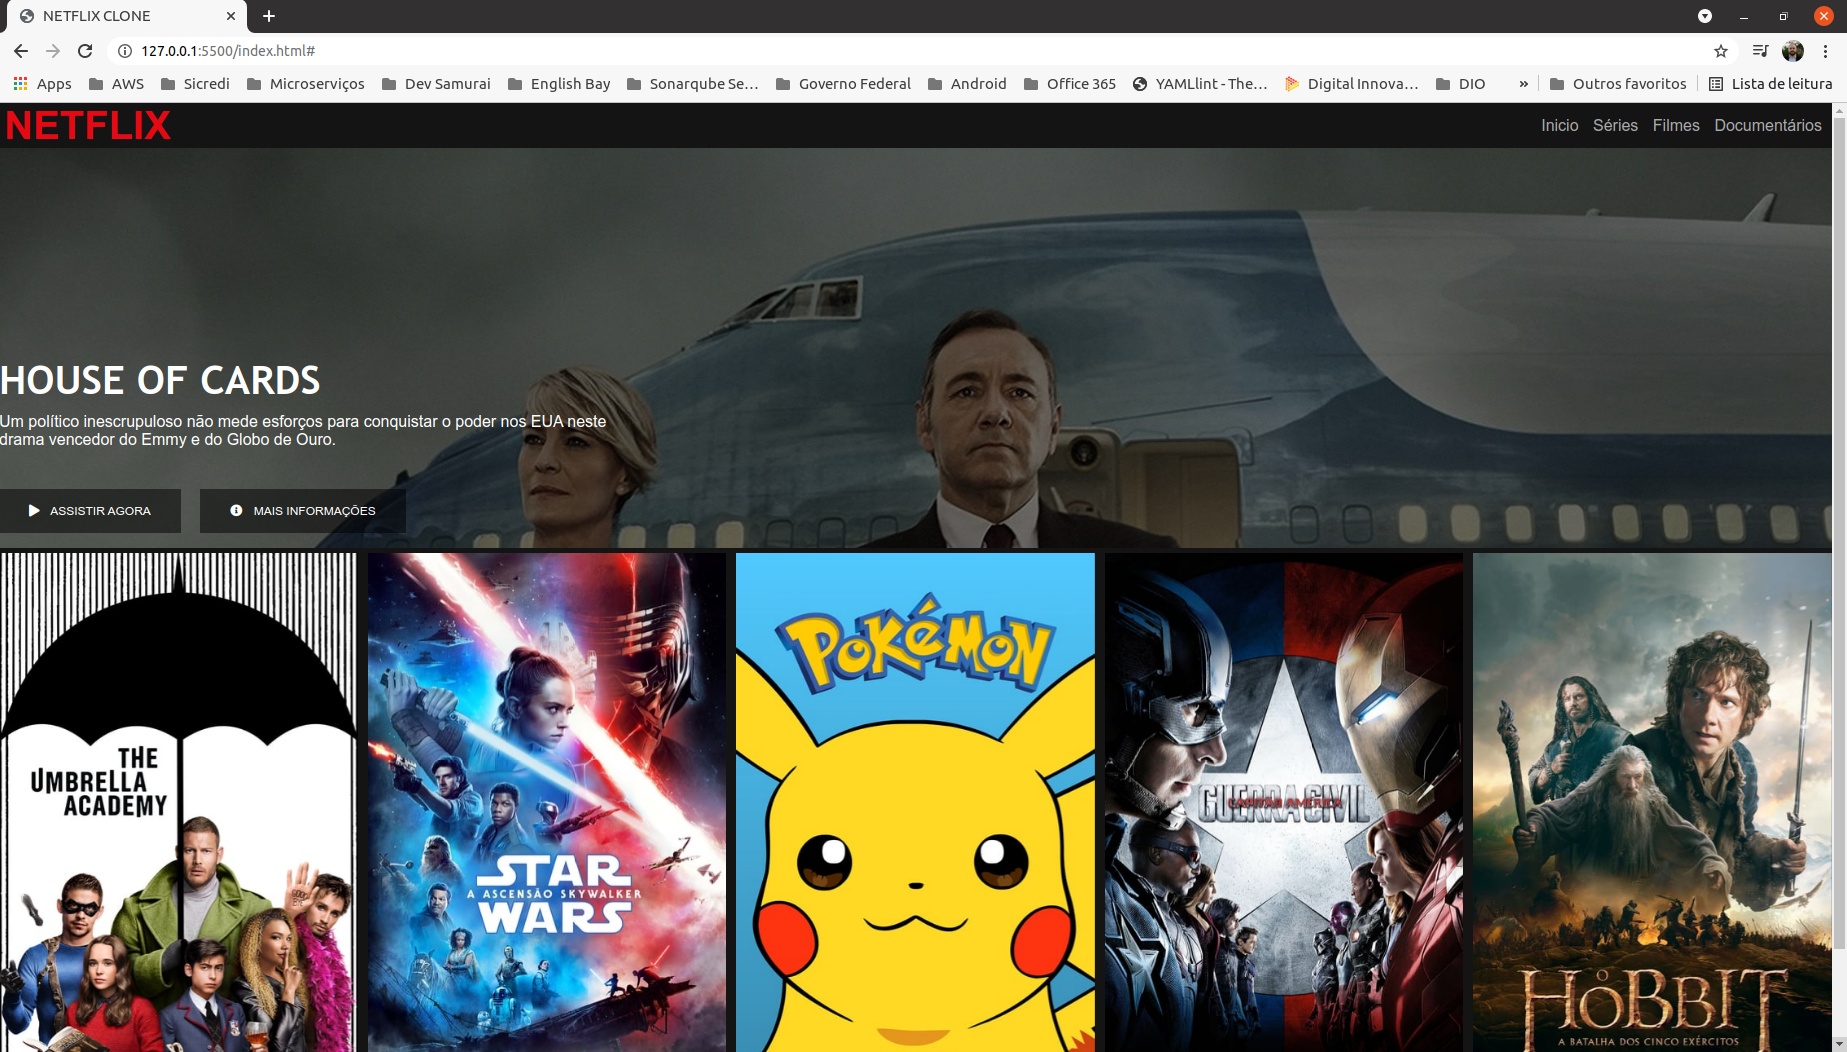 NETFLIX CLONE
127.0.0.1:5500/index.html#
Apps AWS Sicredi Microserviços Dev Samurai English Bay Sonarqube Se... Governo Federal Android Office 365 YAMLlint - The... Digital Innova... DIO » Outros favoritos Lista de leitura
NETFLIX
Inicio Séries Filmes Documentários
HOUSE OF CARDS
Um político inescrupuloso não mede esforços para conquistar o poder nos EUA neste
drama vencedor do Emmy e do Globo de Ouro.
ASSISTIR AGORA MAIS INFORMAÇÕES
THE
UMBRELLA
ACADEMY
STAR
A ASCENSÃO SKYWALKER
WARS
POKéMON
GUERRA CIVIL
CAPITÃO AMÉRICA
O
HOBBIT
A BATALHA DOS CINCO EXÉRCITOS